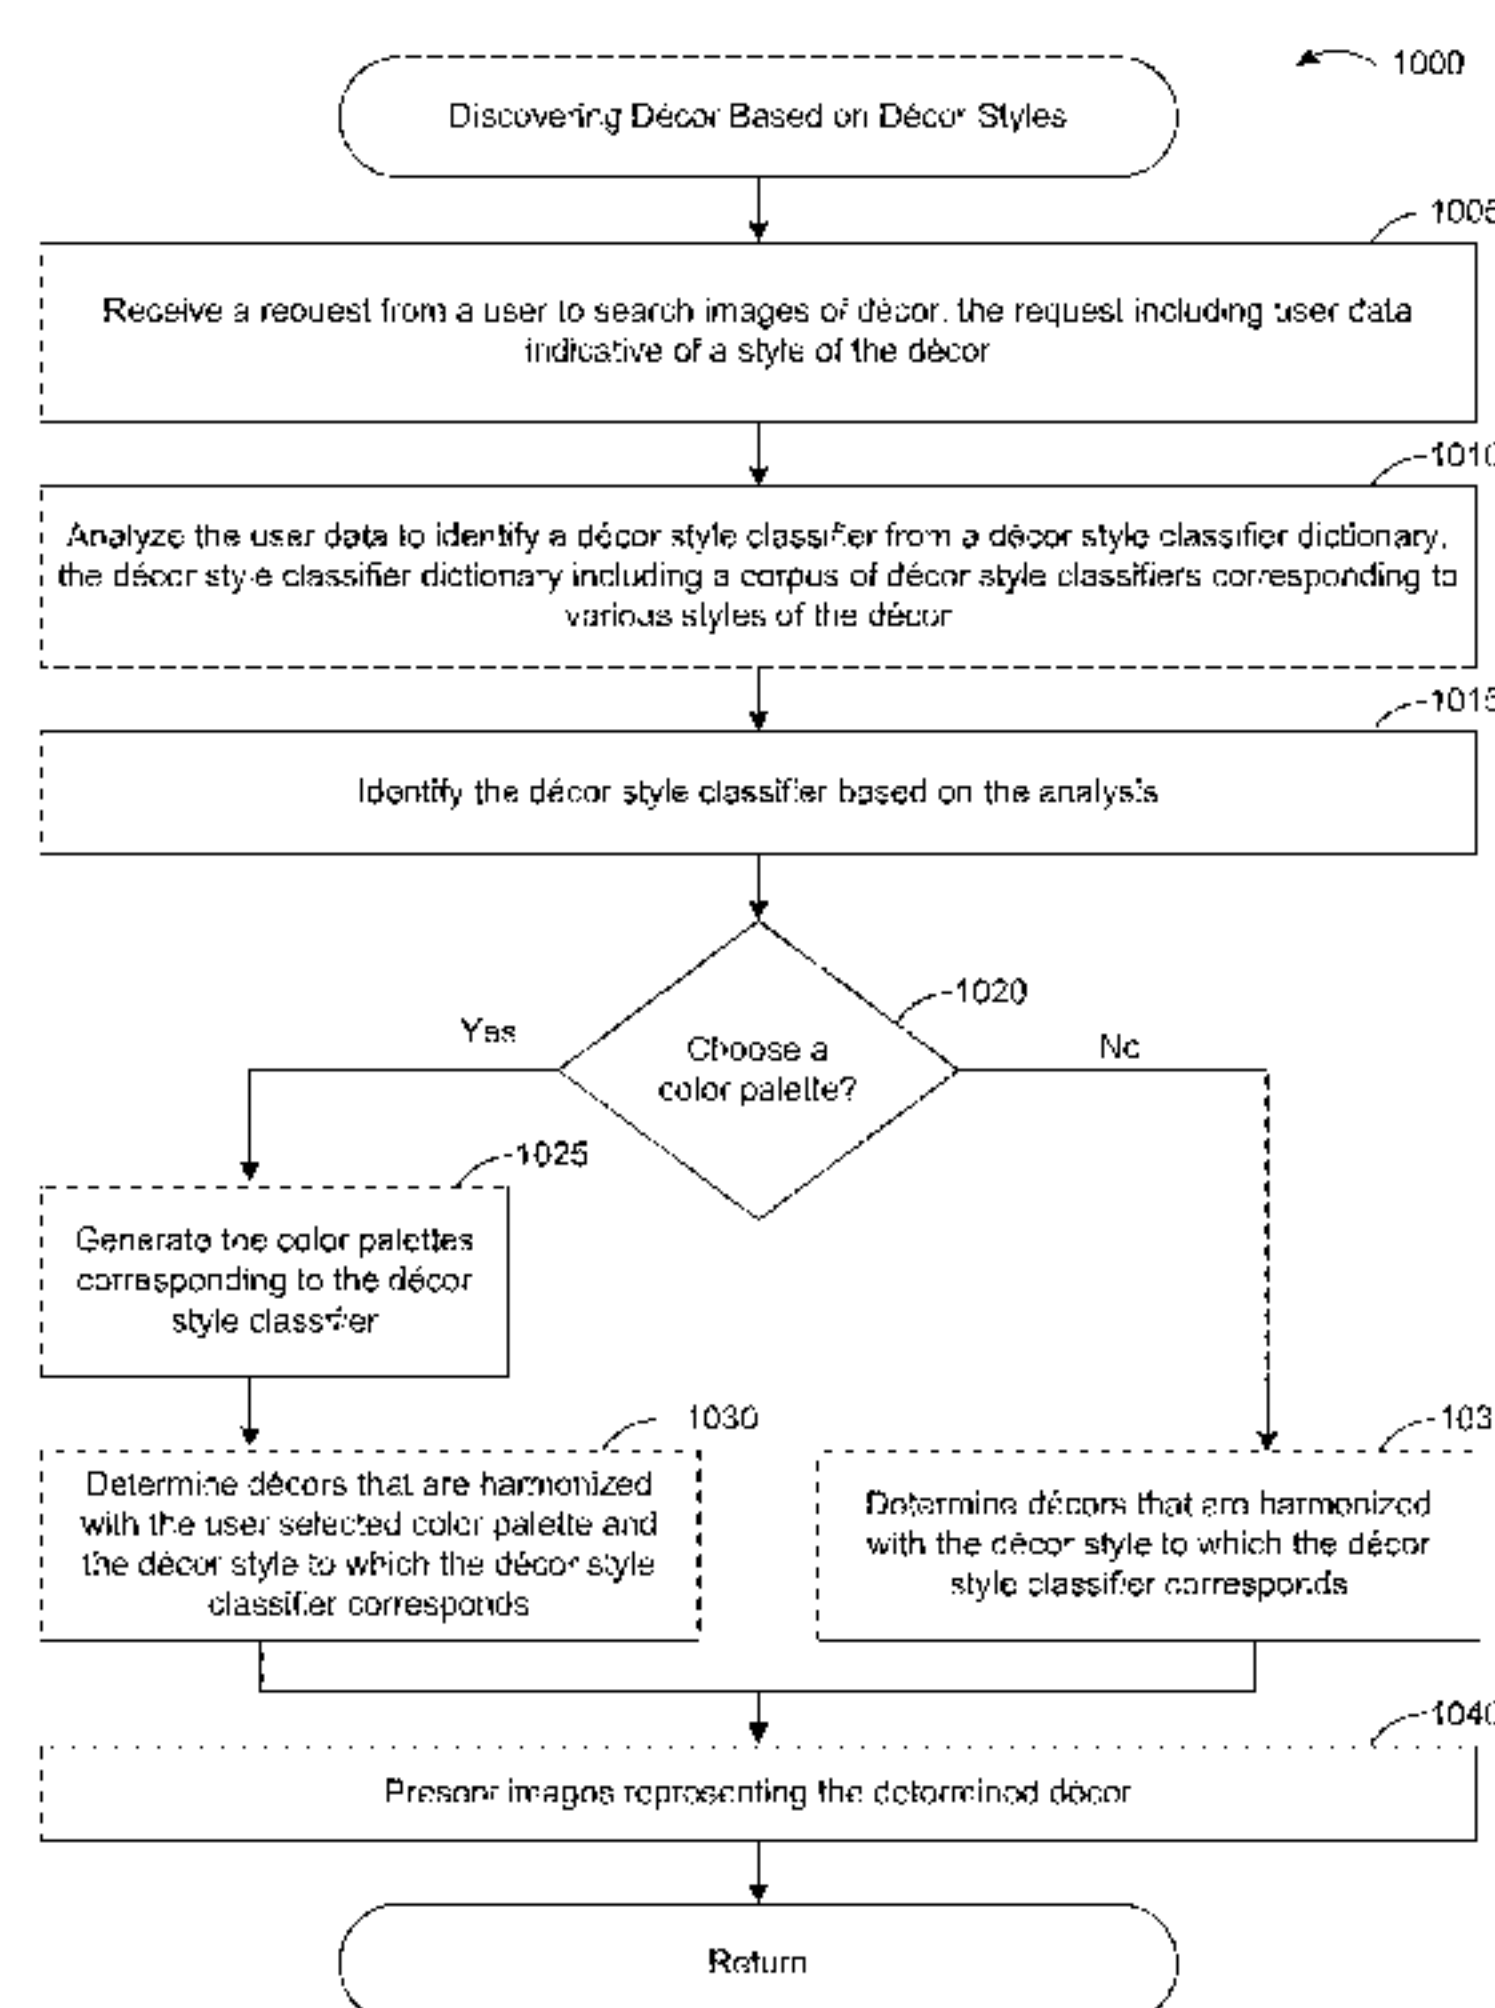 1000
Discovering Décor Based on Décor Styles
1005
Receive a request from a user to search images of décor, the request including user data
indicative of a style of the décor
1010
Analyze the user data to identify a décor style classifier from a décor style classifier dictionary,
the décor style classifier dictionary including a corpus of décor style classifiers corresponding to
various styles of the décor
1015
Identify the décor style classifier based on the analysis
1020
Choose a
color palette?
Yes
No
1025
Generate the color palettes
corresponding to the décor
style classifier
1030
Determine décors that are harmonized
with the user selected color palette and
the décor style to which the décor style
classifier corresponds
103
Determine décors that are harmonized
with the décor style to which the décor
style classifier corresponds
1040
Present images representing the determined décor
Return